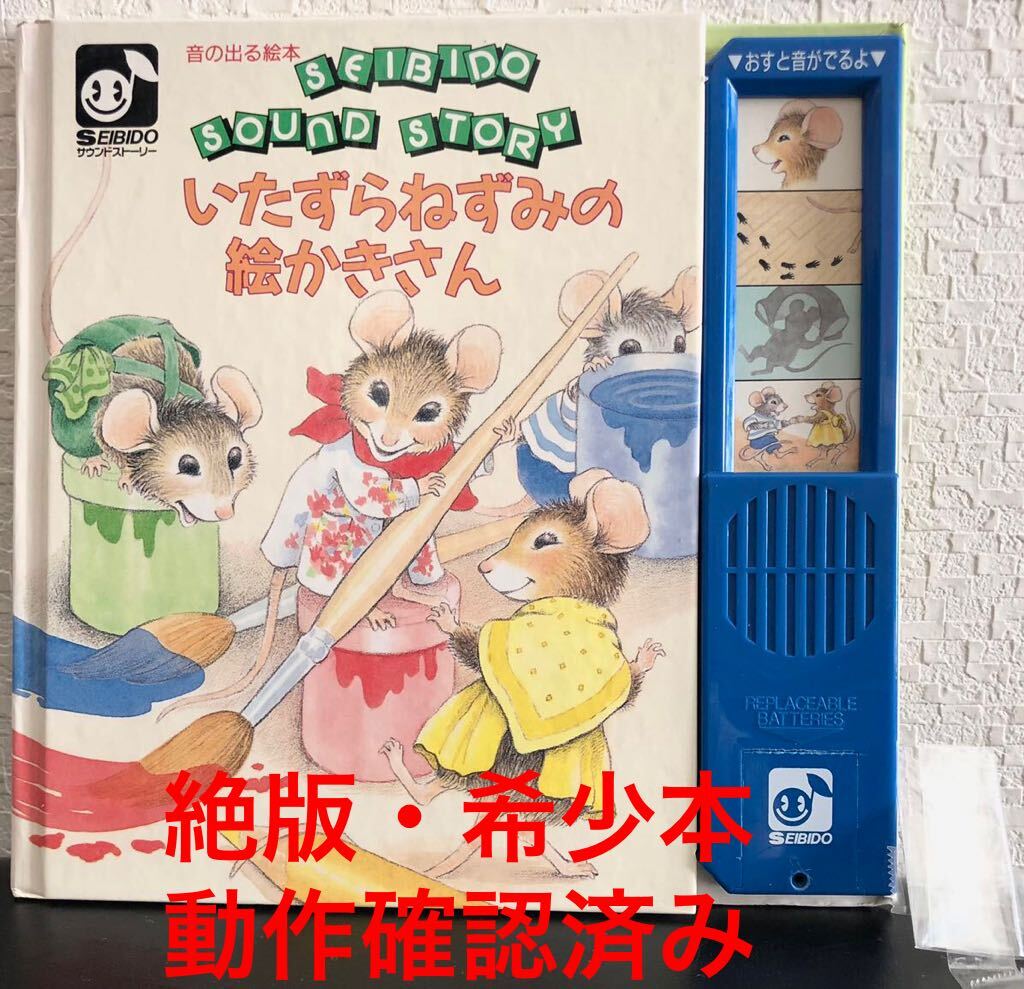 音の出る絵本
SEIBIDO
SOUND STORY
SEIBIDO
サウンドストーリー
いたずらねずみの
絵かきさん
▼おすと音がでるよ▼
REPLACEABLE
BATTERIES
SEIBIDO
絶版・希少本
動作確認済み